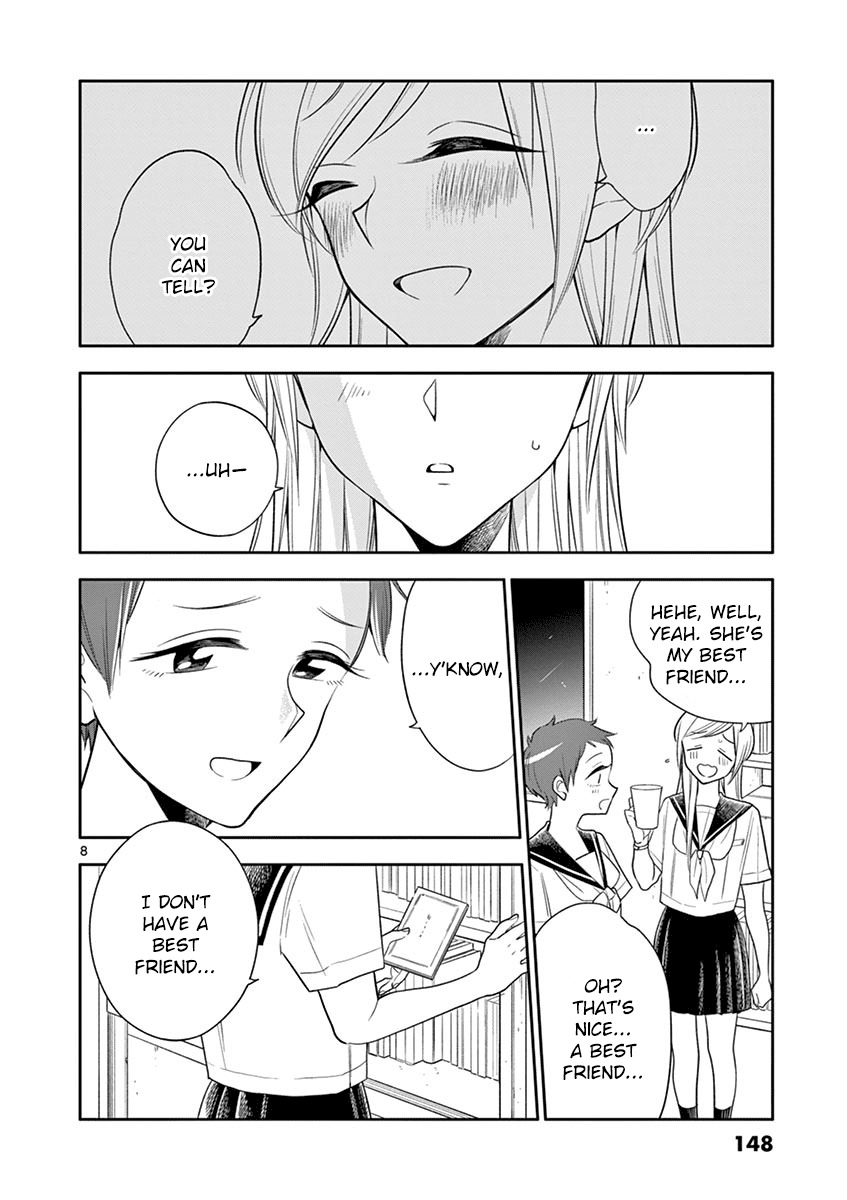 ...
YOU
CAN
TELL?
...UH—
HEHE, WELL,
YEAH. SHE'S
MY BEST
FRIEND...
OH?
THAT'S
NICE...
A BEST
FRIEND...
...Y'KNOW,
I DON'T
HAVE A
BEST
FRIEND...
8
148